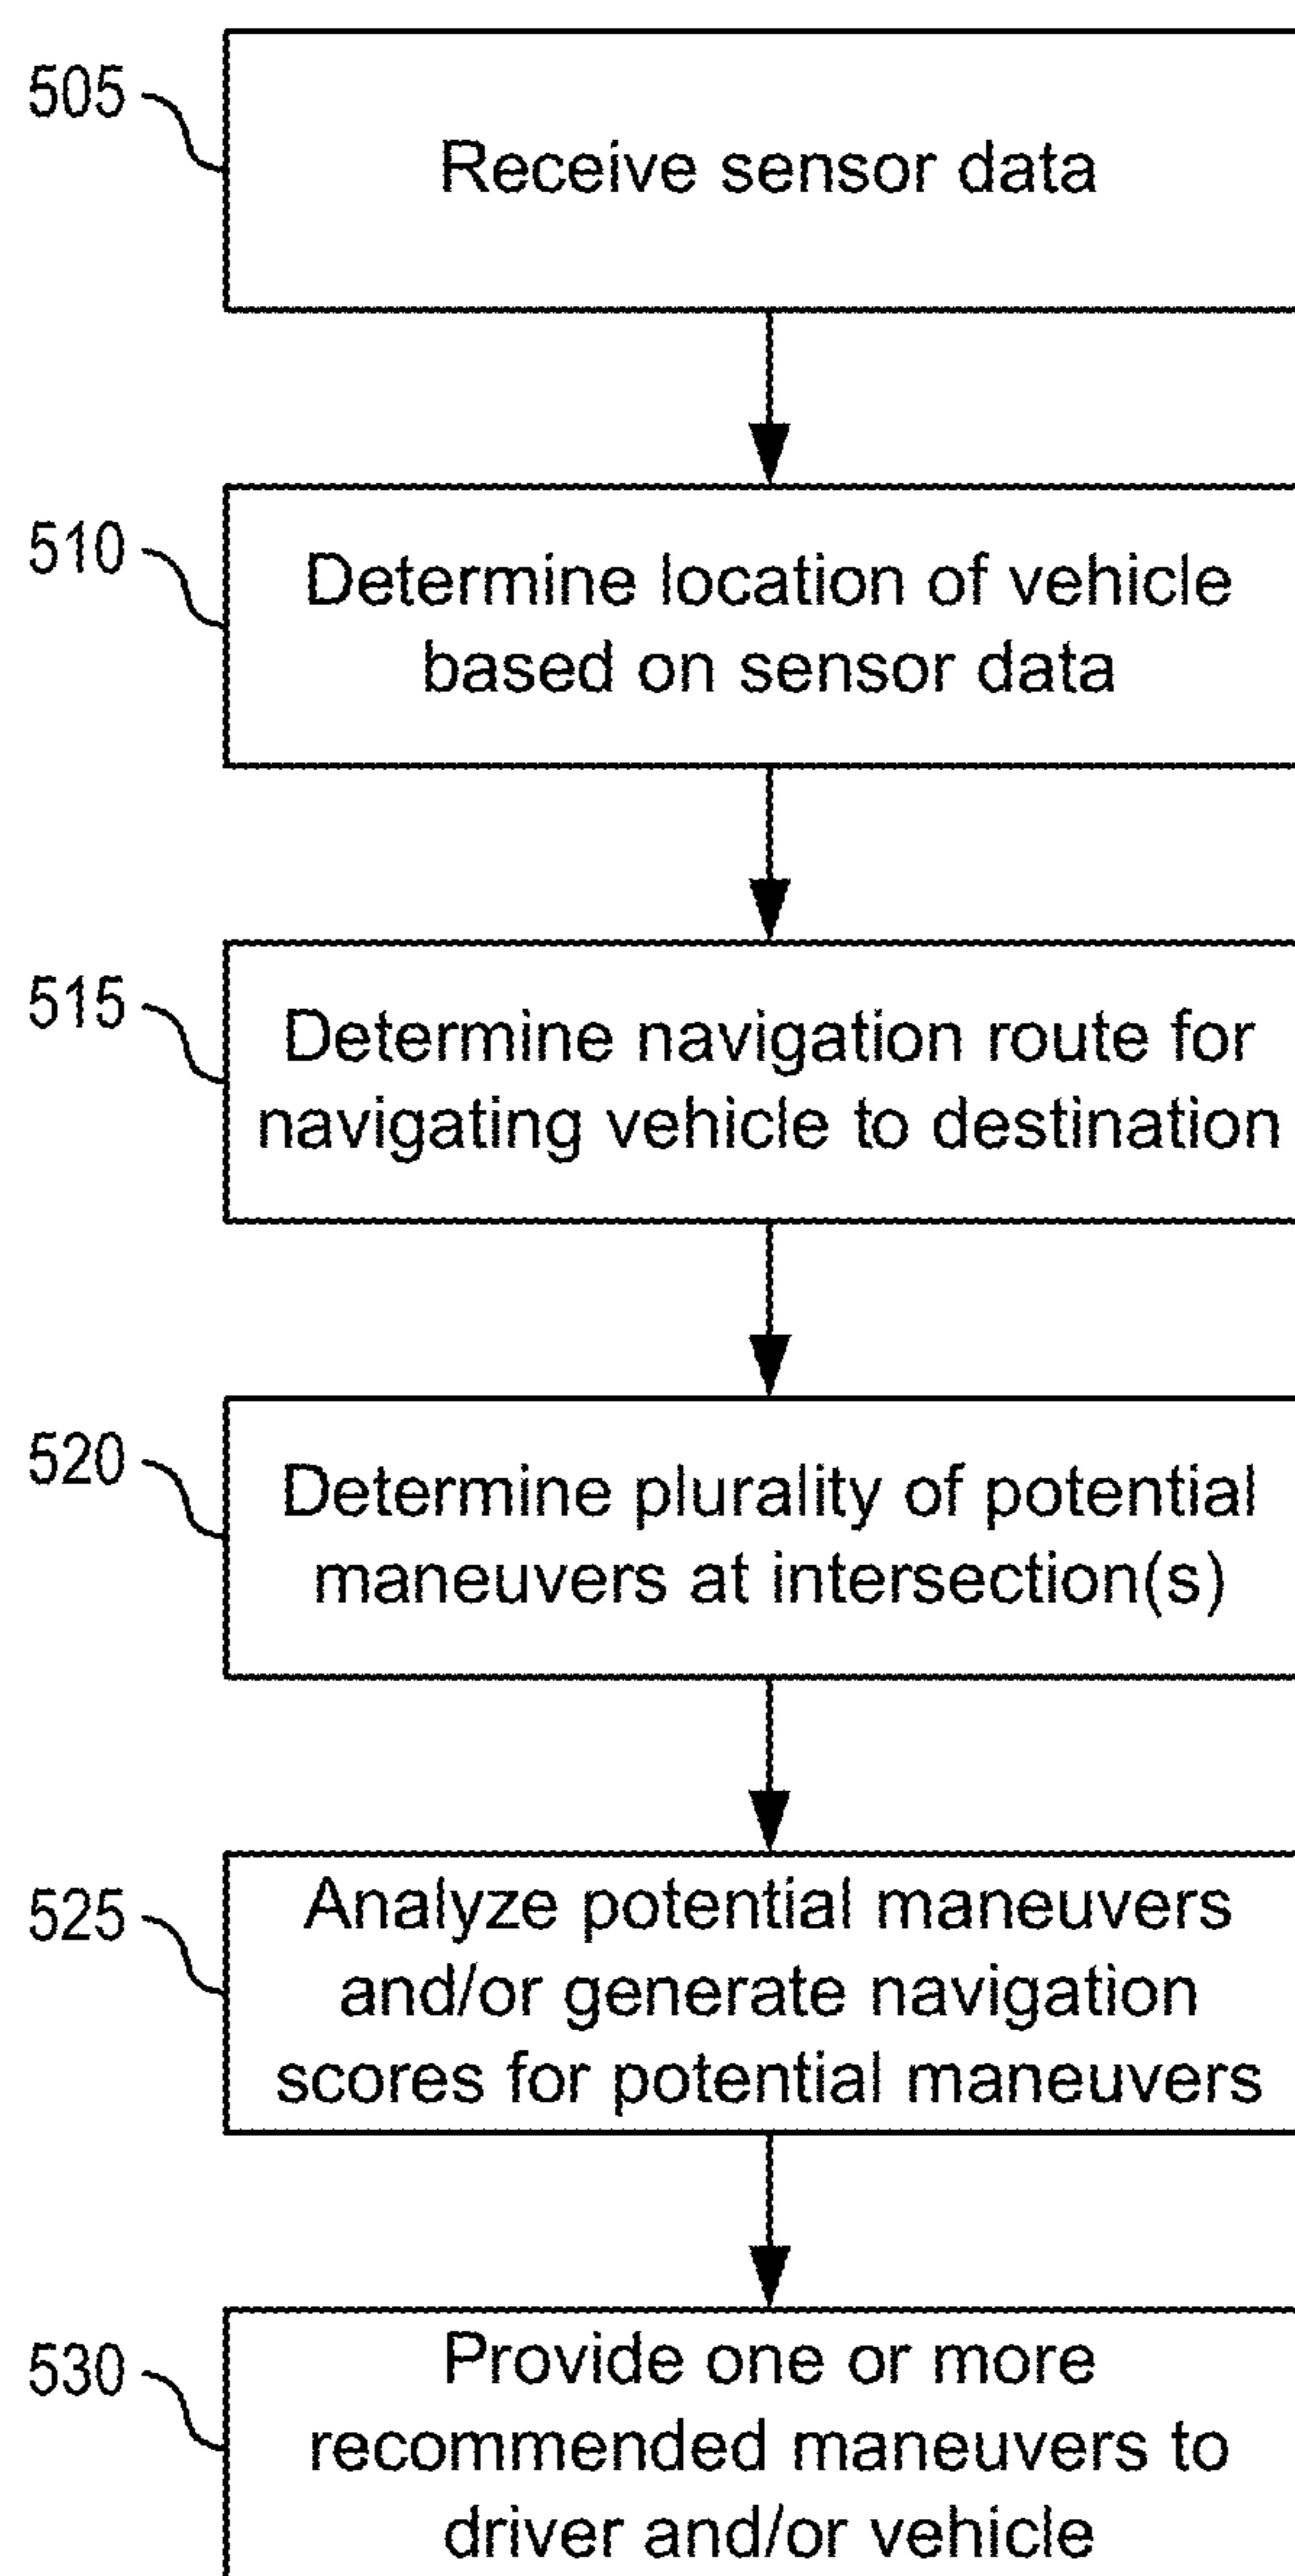 505
Receive sensor data
510
Determine location of vehicle
based on sensor data
515
Determine navigation route for
navigating vehicle to destination
520
Determine plurality of potential
maneuvers at intersection(s)
525
Analyze potential maneuvers
and/or generate navigation
scores for potential maneuvers
530
Provide one or more
recommended maneuvers to
driver and/or vehicle